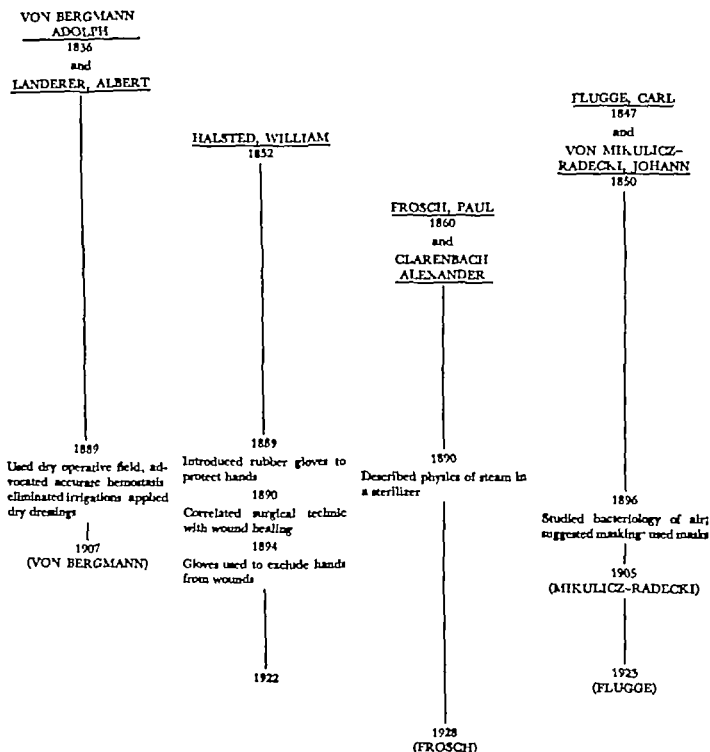 VON BERGMANN
ADOLPH
1836
and
LANDERER, ALBERT
1889
Used dry operative field, ad-
vocated accurate hemostasis
eliminated irrigations applied
dry dressings
1907
(VON BERGMANN)
HALSTED, WILLIAM
1852
1889
Introduced rubber gloves to
protect hands
1890
Correlated surgical technic
with wound healing
1894
Gloves used to exclude hands
from wounds
1922
FROSCH, PAUL
1860
and
CLARENBACH
ALEXANDER
1890
Described physics of steam in
a sterilizer
1928
(FROSCH)
FLUGGE, CARL
1847
and
VON MIKULICZ-
RADECKI, JOHANN
1850
1896
Studied bacteriology of air;
suggested masking; used masks
1905
(MIKULICZ-RADECKI)
1923
(FLUGGE)